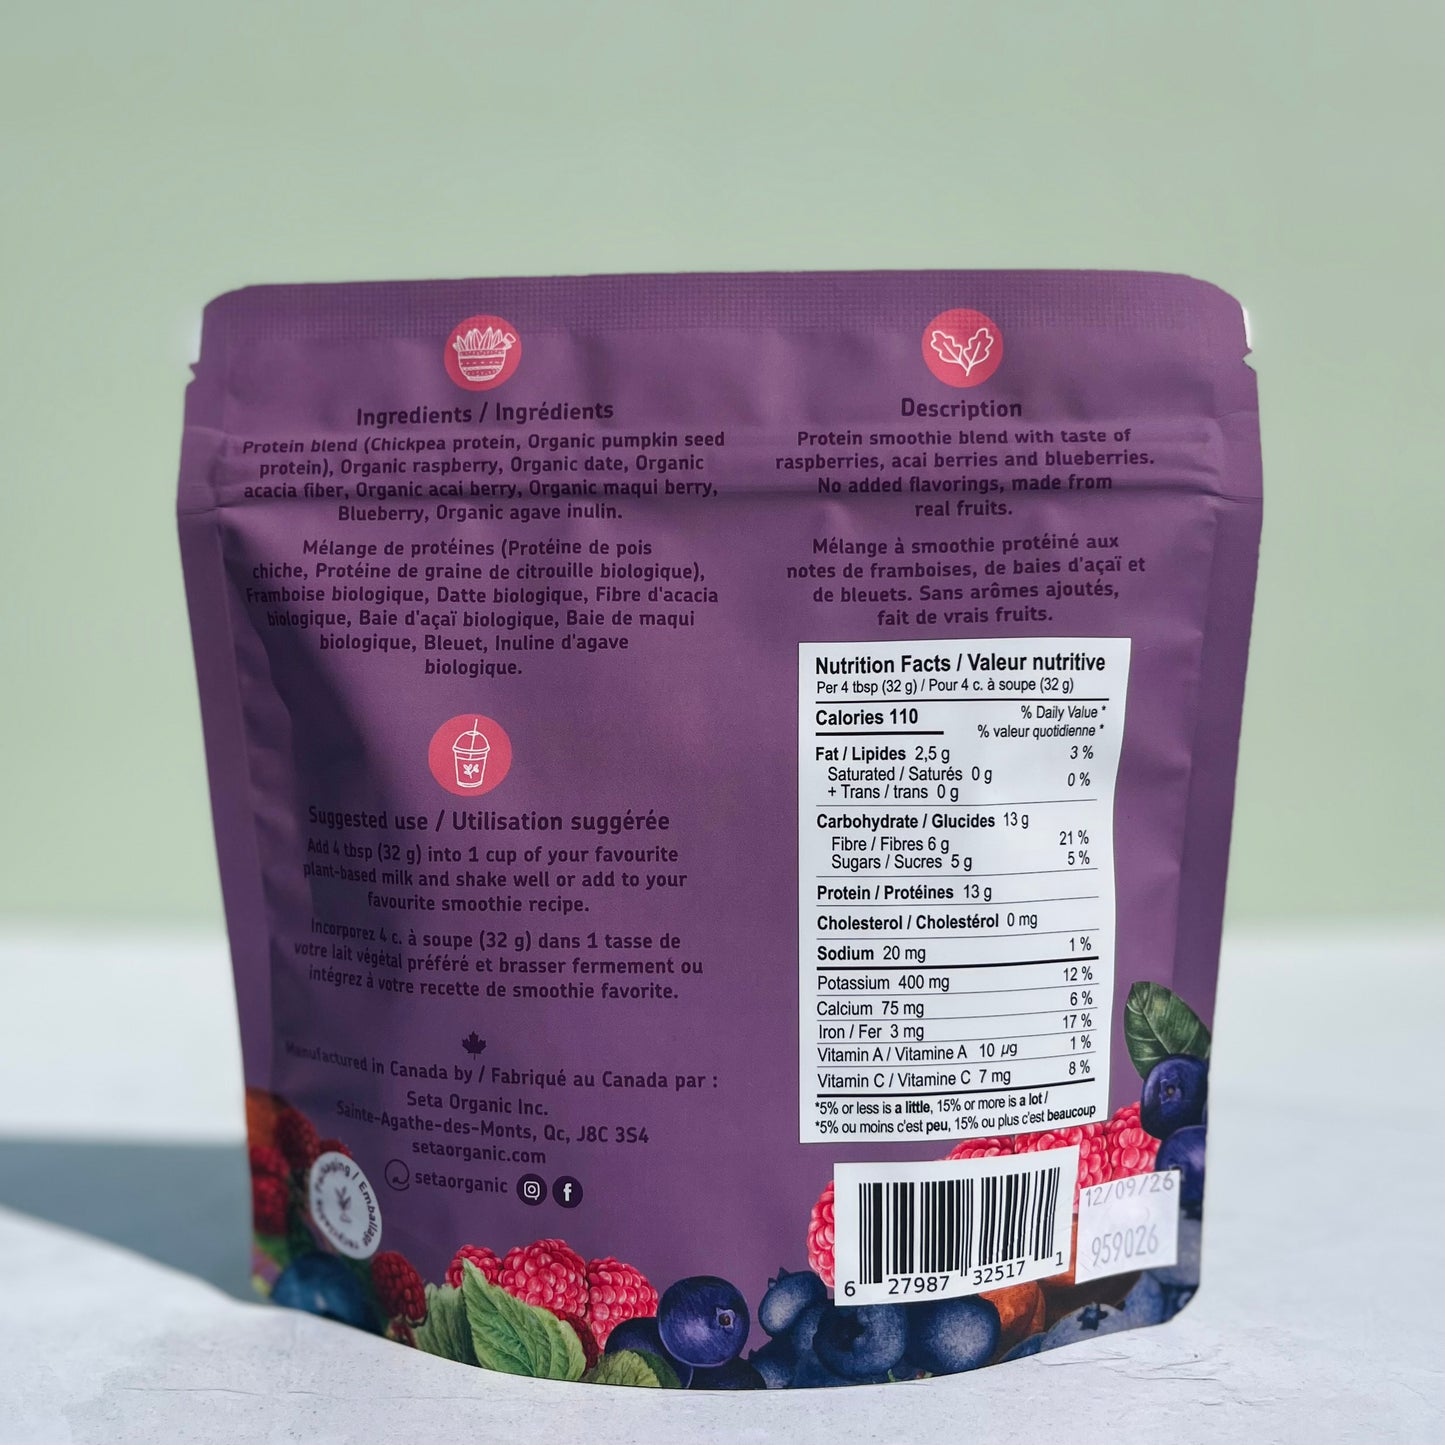 Ingredients / Ingrédients
Protein blend (Chickpea protein, Organic pumpkin seed
protein), Organic raspberry, Organic date, Organic
acacia fiber, Organic acai berry, Organic maqui berry,
Blueberry, Organic agave inulin.
Mélange de protéines (Protéine de pois
chiche, Protéine de graine de citrouille biologique),
Framboise biologique, Datte biologique, Fibre d'acacia
biologique, Baie d'açaï biologique, Baie de maqui
biologique, Bleuet, Inuline d'agave
biologique.
Suggested use / Utilisation suggérée
Add 4 tbsp (32 g) into 1 cup of your favourite
plant-based milk and shake well or add to your
favourite smoothie recipe.
Incorporez 4 c. à soupe (32 g) dans 1 tasse de
votre lait végétal préféré et brasser fermement ou
intégrez à votre recette de smoothie favorite.
Manufactured in Canada by / Fabriqué au Canada par :
Seta Organic Inc.
Sainte-Agathe-des-Monts, Qc, J8C 3S4
setaorganic.com
setaorganic
Packaging / Emballage
Description
Protein smoothie blend with taste of
raspberries, acai berries and blueberries.
No added flavorings, made from
real fruits.
Mélange à smoothie protéiné aux
notes de framboises, de baies d'açaï et
de bleuets. Sans arômes ajoutés,
fait de vrais fruits.
Nutrition Facts / Valeur nutritive
Per 4 tbsp (32 g) / Pour 4 c. à soupe (32 g)
Calories 110 % Daily Value *
% valeur quotidienne *
Fat / Lipides 2,5 g 3 %
Saturated / Saturés 0 g 0 %
+ Trans / trans 0 g
Carbohydrate / Glucides 13 g
Fibre / Fibres 6 g 21 %
Sugars / Sucres 5 g 5 %
Protein / Protéines 13 g
Cholesterol / Cholestérol 0 mg
Sodium 20 mg 1 %
Potassium 400 mg 12 %
Calcium 75 mg 6 %
Iron / Fer 3 mg 17 %
Vitamin A / Vitamine A 10 µg 1 %
Vitamin C / Vitamine C 7 mg 8 %
*5% or less is a little, 15% or more is a lot /
*5% ou moins c'est peu, 15% ou plus c'est beaucoup
6 27987 32517 1
12/09/26
959026